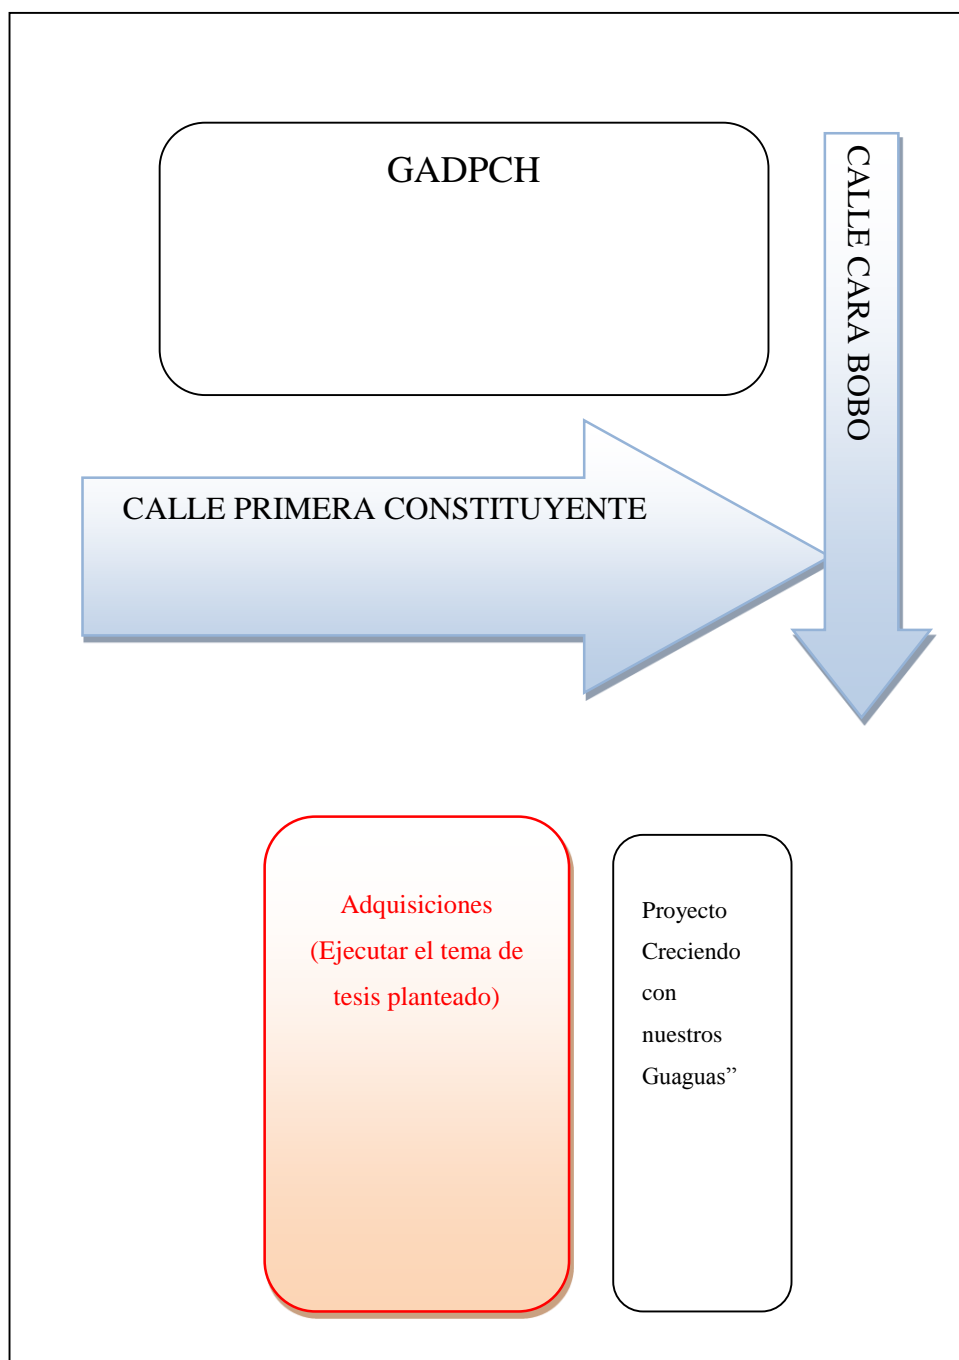 GADPCH
CALLE CARA BOBO
CALLE PRIMERA CONSTITUYENTE
Adquisiciones
(Ejecutar el tema de
tesis planteado)
Proyecto
Creciendo
con
nuestros
Guaguas”